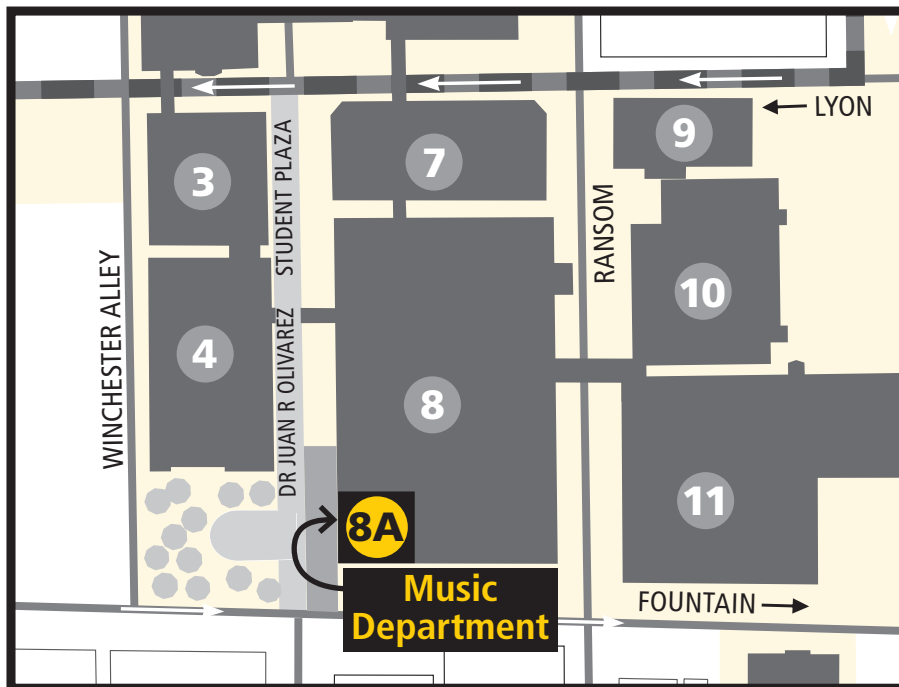 LYON
9
7
3
STUDENT PLAZA
RANSOM
10
WINCHESTER ALLEY
4
DR JUAN R OLIVAREZ
8
11
8A
Music
Department
FOUNTAIN